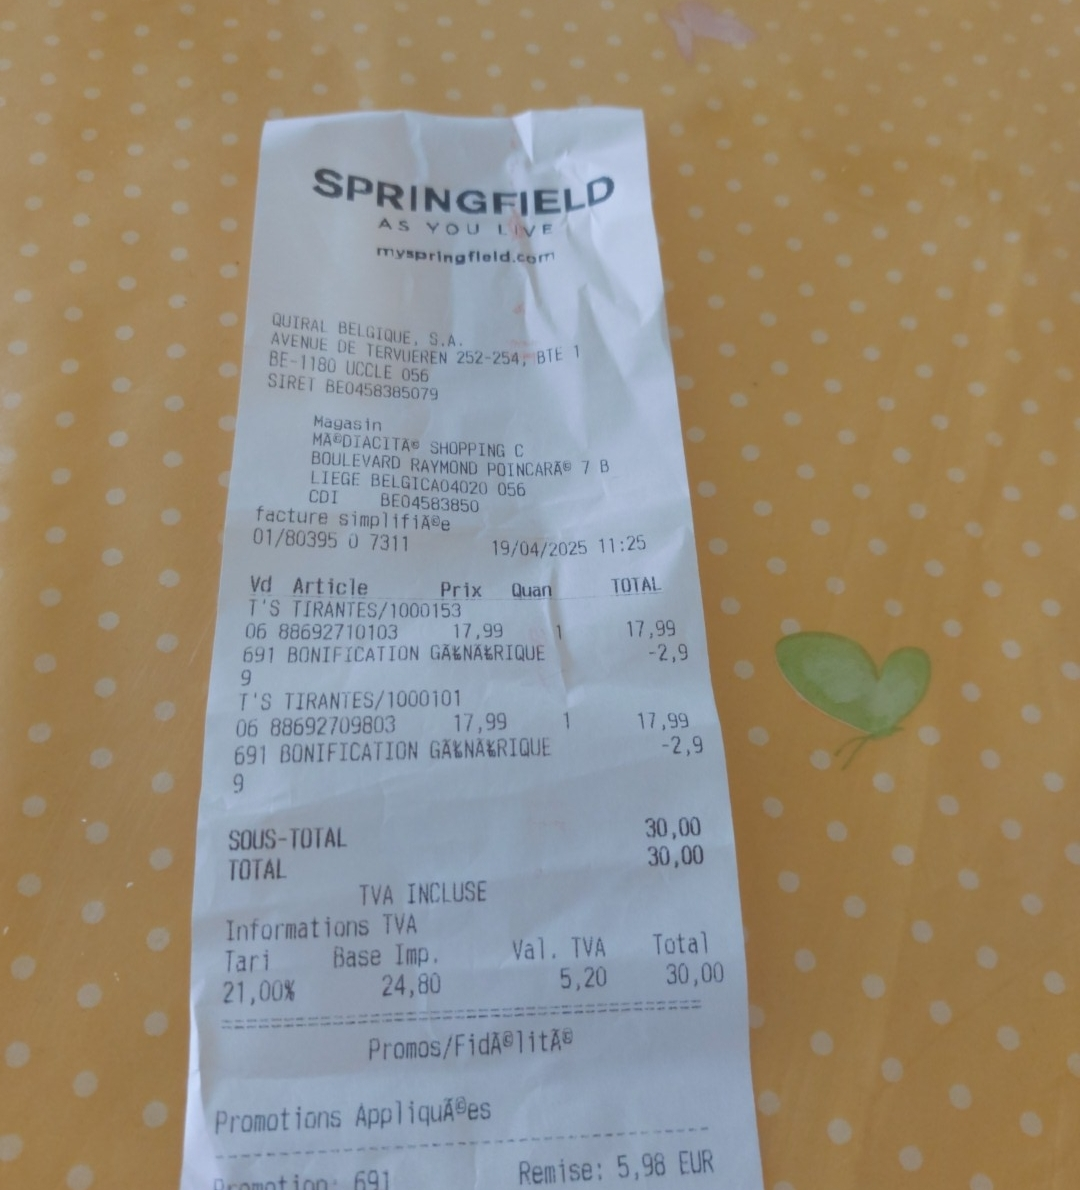 SPRINGFIELD
AS YOU LIVE
myspringfield.com
QUIRAL BELGIQUE, S.A.
AVENUE DE TERVUEREN 252-254, BTE 1
BE-1180 UCCLE 056
SIRET BE0458385079
Magasin
MÃ©DIACITÃ© SHOPPING C
BOULEVARD RAYMOND POINCARÃ© 7 B
LIEGE BELGICA04020 056
CDI BE04583850
facture simplifiÃ©e
01/80395 0 7311 19/04/2025 11:25
Vd Article Prix Quan TOTAL
T'S TIRANTES/1000153
06 88692710103 17,99 1 17,99
691 BONIFICATION GÃ‰NÃ‰RIQUE -2,9
9
T'S TIRANTES/1000101
06 88692709803 17,99 1 17,99
691 BONIFICATION GÃ‰NÃ‰RIQUE -2,9
9
SOUS-TOTAL 30,00
TOTAL 30,00
TVA INCLUSE
Informations TVA
Tari Base Imp. Val. TVA Total
21,00% 24,80 5,20 30,00
Promos/FidÃ©litÃ©
Promotions AppliquÃ©es
Promotion: 691 Remise: 5,98 EUR